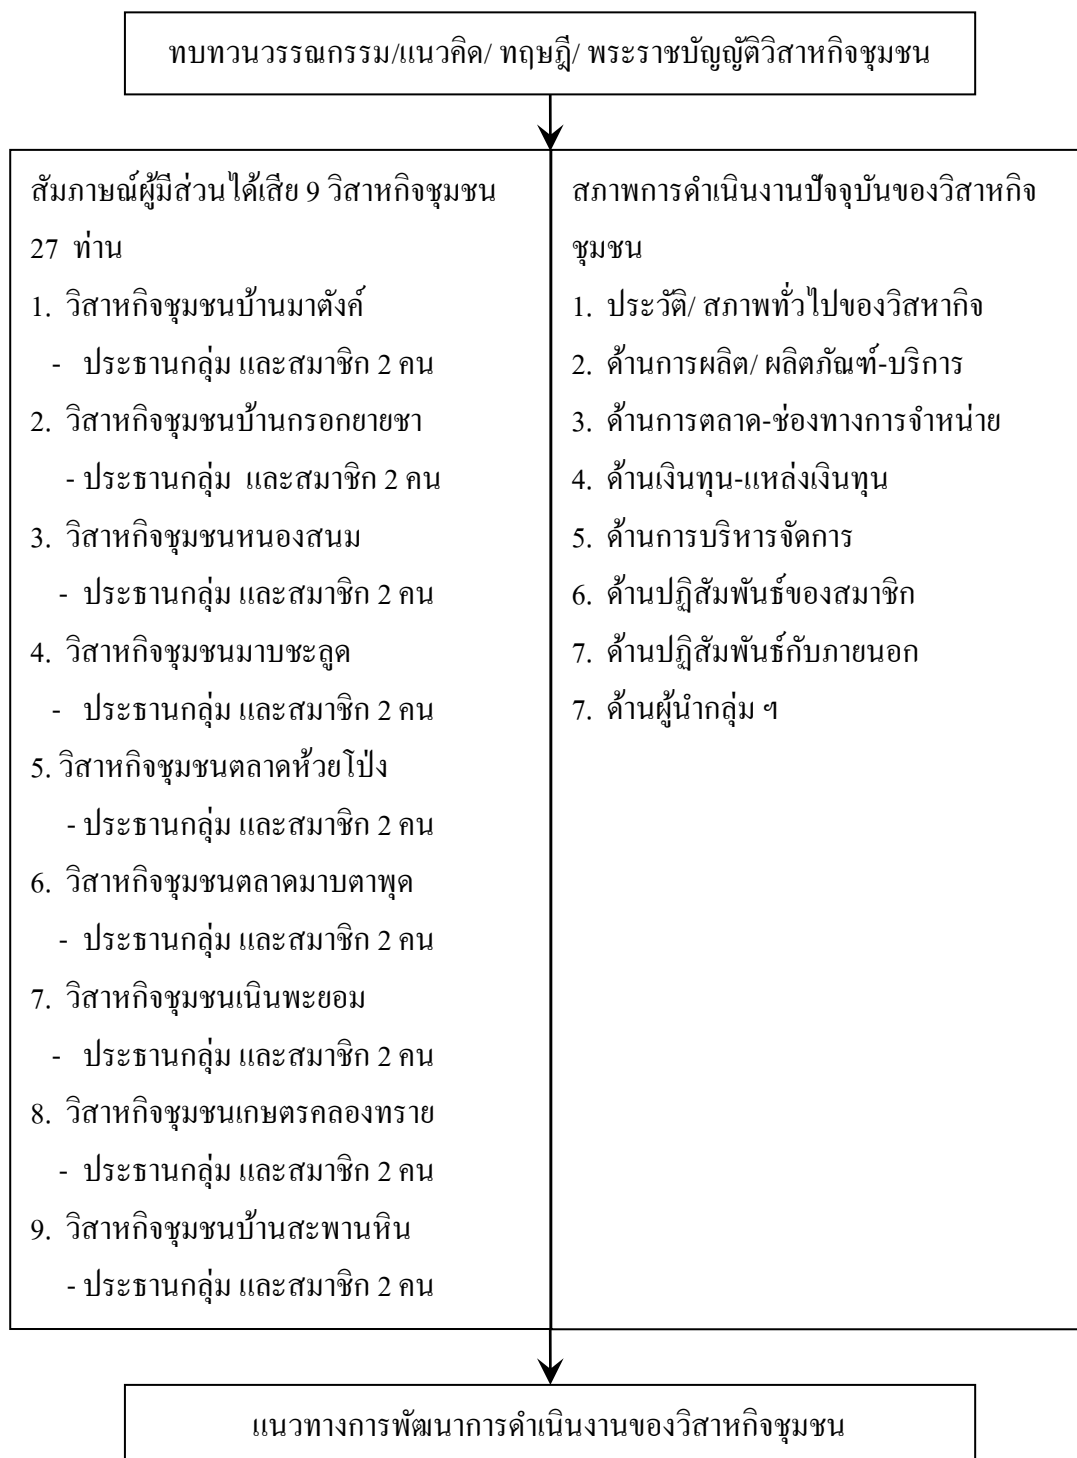 ทบทวนวรรณกรรม/แนวคิด/ ทฤษฎี/ พระราชบัญญัติวิสาหกิจชุมชน
สัมภาษณ์ผู้มีส่วนได้เสีย 9 วิสาหกิจชุมชน
27 ท่าน
1. วิสาหกิจชุมชนบ้านมาตังค์
- ประธานกลุ่ม และสมาชิก 2 คน
2. วิสาหกิจชุมชนบ้านกรอกยายชา
- ประธานกลุ่ม และสมาชิก 2 คน
3. วิสาหกิจชุมชนหนองสนม
- ประธานกลุ่ม และสมาชิก 2 คน
4. วิสาหกิจชุมชนมาบชะลูด
- ประธานกลุ่ม และสมาชิก 2 คน
5. วิสาหกิจชุมชนตลาดห้วยโป่ง
- ประธานกลุ่ม และสมาชิก 2 คน
6. วิสาหกิจชุมชนตลาดมาบตาพุด
- ประธานกลุ่ม และสมาชิก 2 คน
7. วิสาหกิจชุมชนเนินพะยอม
- ประธานกลุ่ม และสมาชิก 2 คน
8. วิสาหกิจชุมชนเกษตรคลองทราย
- ประธานกลุ่ม และสมาชิก 2 คน
9. วิสาหกิจชุมชนบ้านสะพานหิน
- ประธานกลุ่ม และสมาชิก 2 คน
สภาพการดำเนินงานปัจจุบันของวิสาหกิจ
ชุมชน
1. ประวัติ/ สภาพทั่วไปของวิสหากิจ
2. ด้านการผลิต/ ผลิตภัณฑ์-บริการ
3. ด้านการตลาด-ช่องทางการจำหน่าย
4. ด้านเงินทุน-แหล่งเงินทุน
5. ด้านการบริหารจัดการ
6. ด้านปฏิสัมพันธ์ของสมาชิก
7. ด้านปฏิสัมพันธ์กับภายนอก
7. ด้านผู้นำกลุ่ม ฯ
แนวทางการพัฒนาการดำเนินงานของวิสาหกิจชุมชน